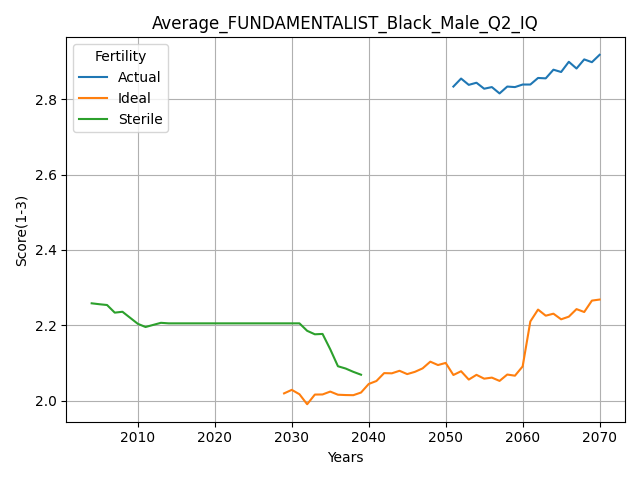 Average_FUNDAMENTALIST_Black_Male_Q2_IQ
Fertility
Actual
Ideal
Sterile
Score(1-3)
2.8
2.6
2.4
2.2
2.0
2010 2020 2030 2040 2050 2060 2070
Years